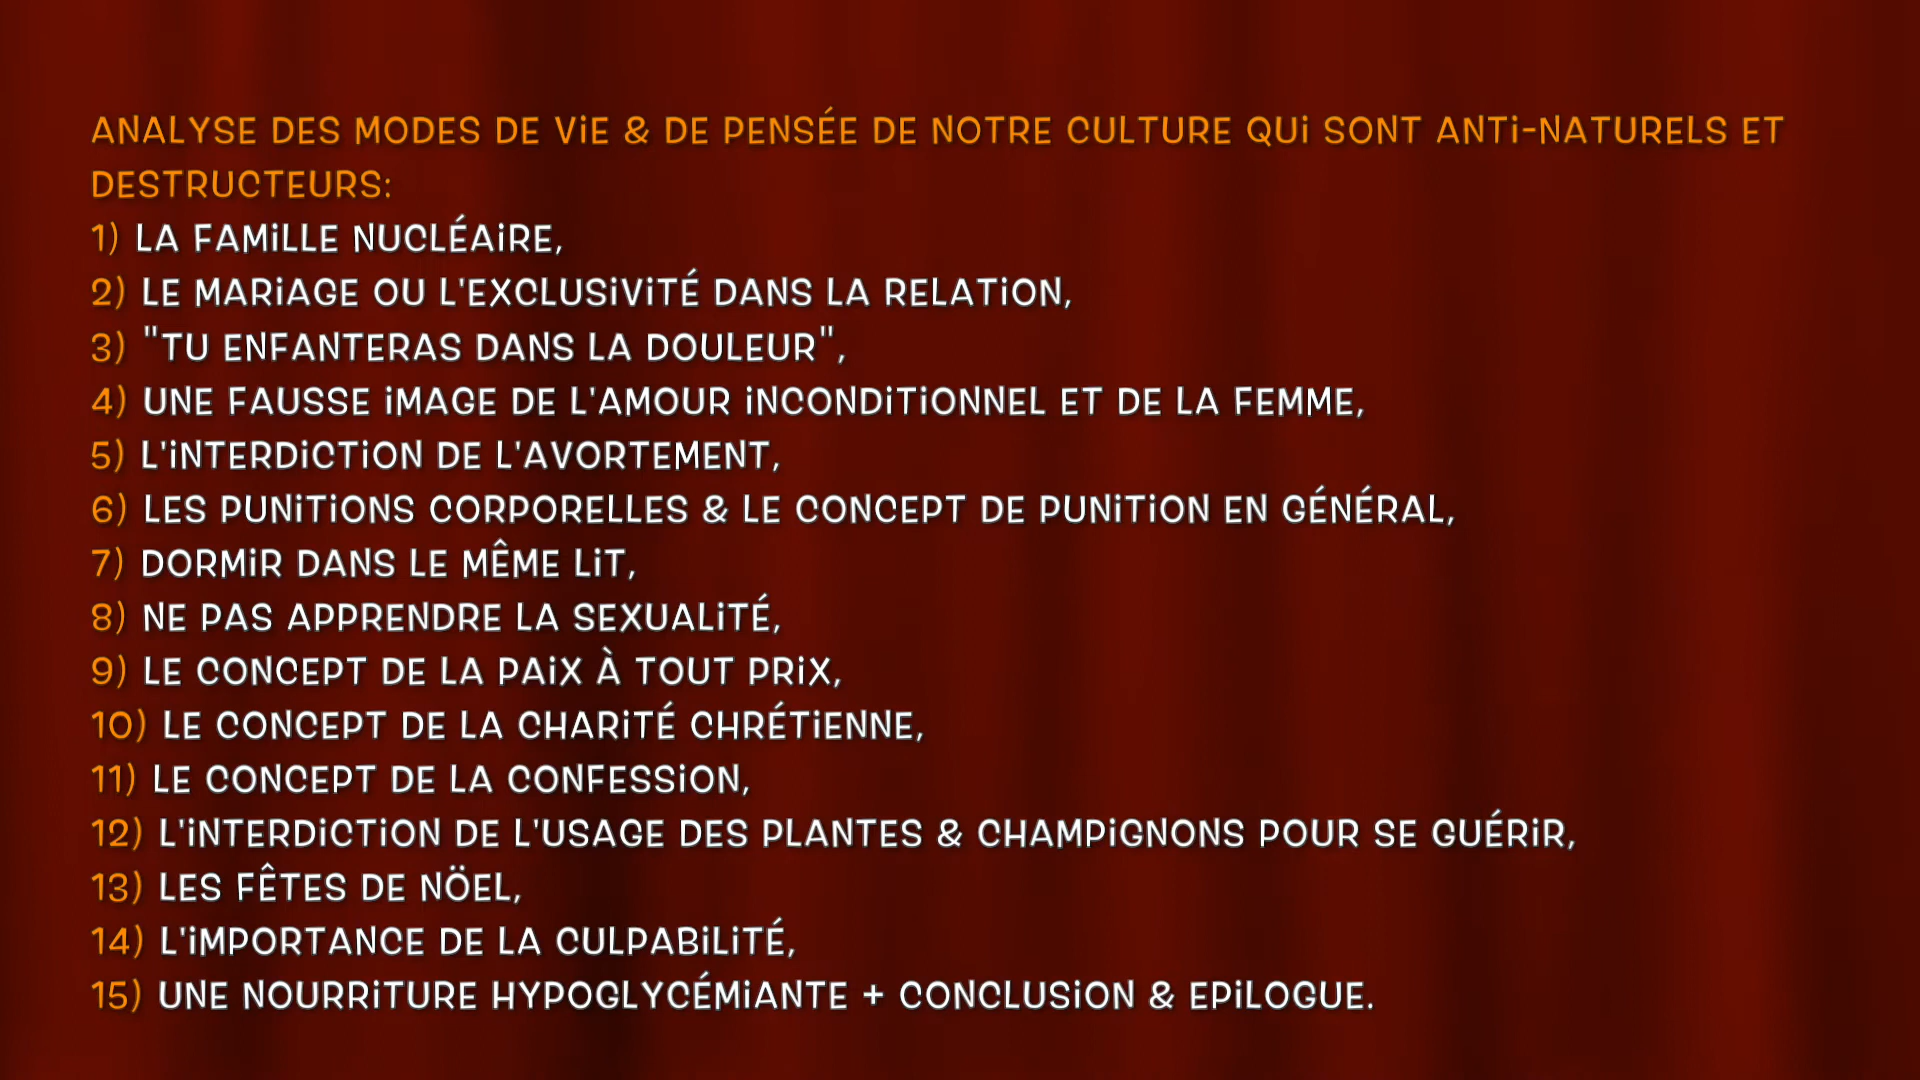 ANALYSE DES MODES DE ViE & DE PENSÉE DE NOTRE CULTURE QUi SONT ANTi-NATURELS ET
DESTRUCTEURS:
1) LA FAMiLLE NUCLÉAiRE,
2) LE MARiAGE OU L'EXCLUSiViTÉ DANS LA RELATiON,
3) "TU ENFANTERAS DANS LA DOULEUR",
4) UNE FAUSSE iMAGE DE L'AMOUR iNCONDiTiONNEL ET DE LA FEMME,
5) L'iNTERDiCTiON DE L'AVORTEMENT,
6) LES PUNiTiONS CORPORELLES & LE CONCEPT DE PUNiTiON EN GÉNÉRAL,
7) DORMiR DANS LE MÊME LiT,
8) NE PAS APPRENDRE LA SEXUALiTÉ,
9) LE CONCEPT DE LA PAiX À TOUT PRiX,
10) LE CONCEPT DE LA CHARiTÉ CHRÉTiENNE,
11) LE CONCEPT DE LA CONFESSiON,
12) L'iNTERDiCTiON DE L'USAGE DES PLANTES & CHAMPiGNONS POUR SE GUÉRiR,
13) LES FÊTES DE NÖEL,
14) L'iMPORTANCE DE LA CULPABiLiTÉ,
15) UNE NOURRiTURE HYPOGLYCÉMiANTE + CONCLUSiON & EPiLOGUE.